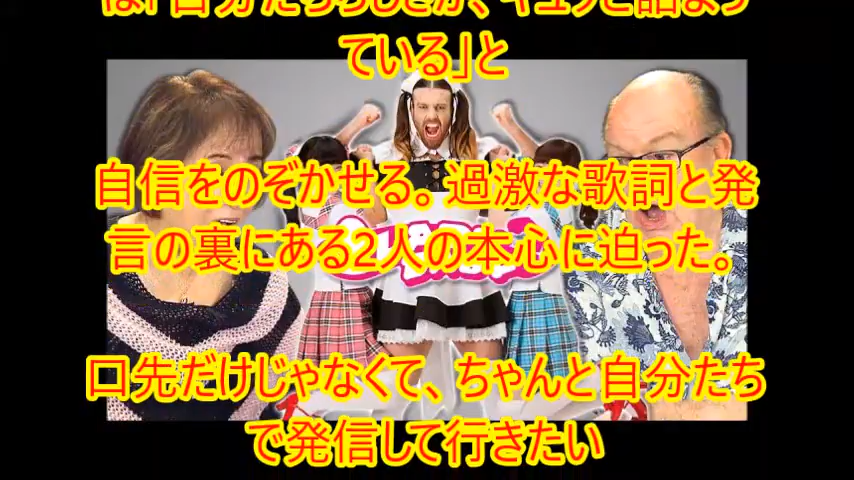 ている」と
自信をのぞかせる。過激な歌詞と発
言の裏にある2人の本心に迫った。
口先だけじゃなくて、ちゃんと自分たち
で発信して行きたい